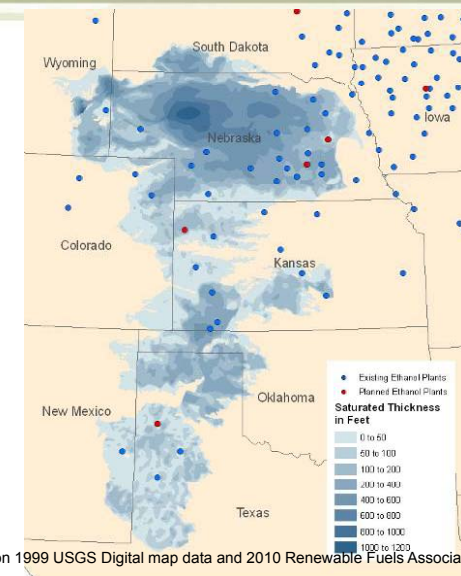 South Dakota
Wyoming
Iowa
Nebraska
Colorado
Kansas
Existing Ethanol Plants
Planned Ethanol Plants
Saturated Thickness
in Feet
New Mexico
Oklahoma
0 to 50
50 to 100
100 to 200
200 to 400
400 to 600
600 to 800
800 to 1000
1000 to 1200
Texas
on 1999 USGS Digital map data and 2010 Renewable Fuels Associa